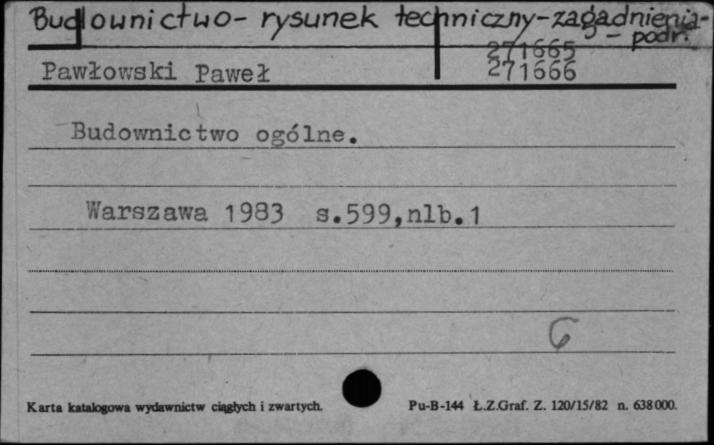 Budownictwo - rysunek techniczny - zagadnienia -
- podr.
271665
Pawłowski Paweł 271666
Budownictwo ogólne.
Warszawa 1983 s.599,nlb.1
6
Karta katalogowa wydawnictw ciągłych i zwartych. Pu-B-144 Ł.Z.Graf. Z. 120/15/82 n. 638000.